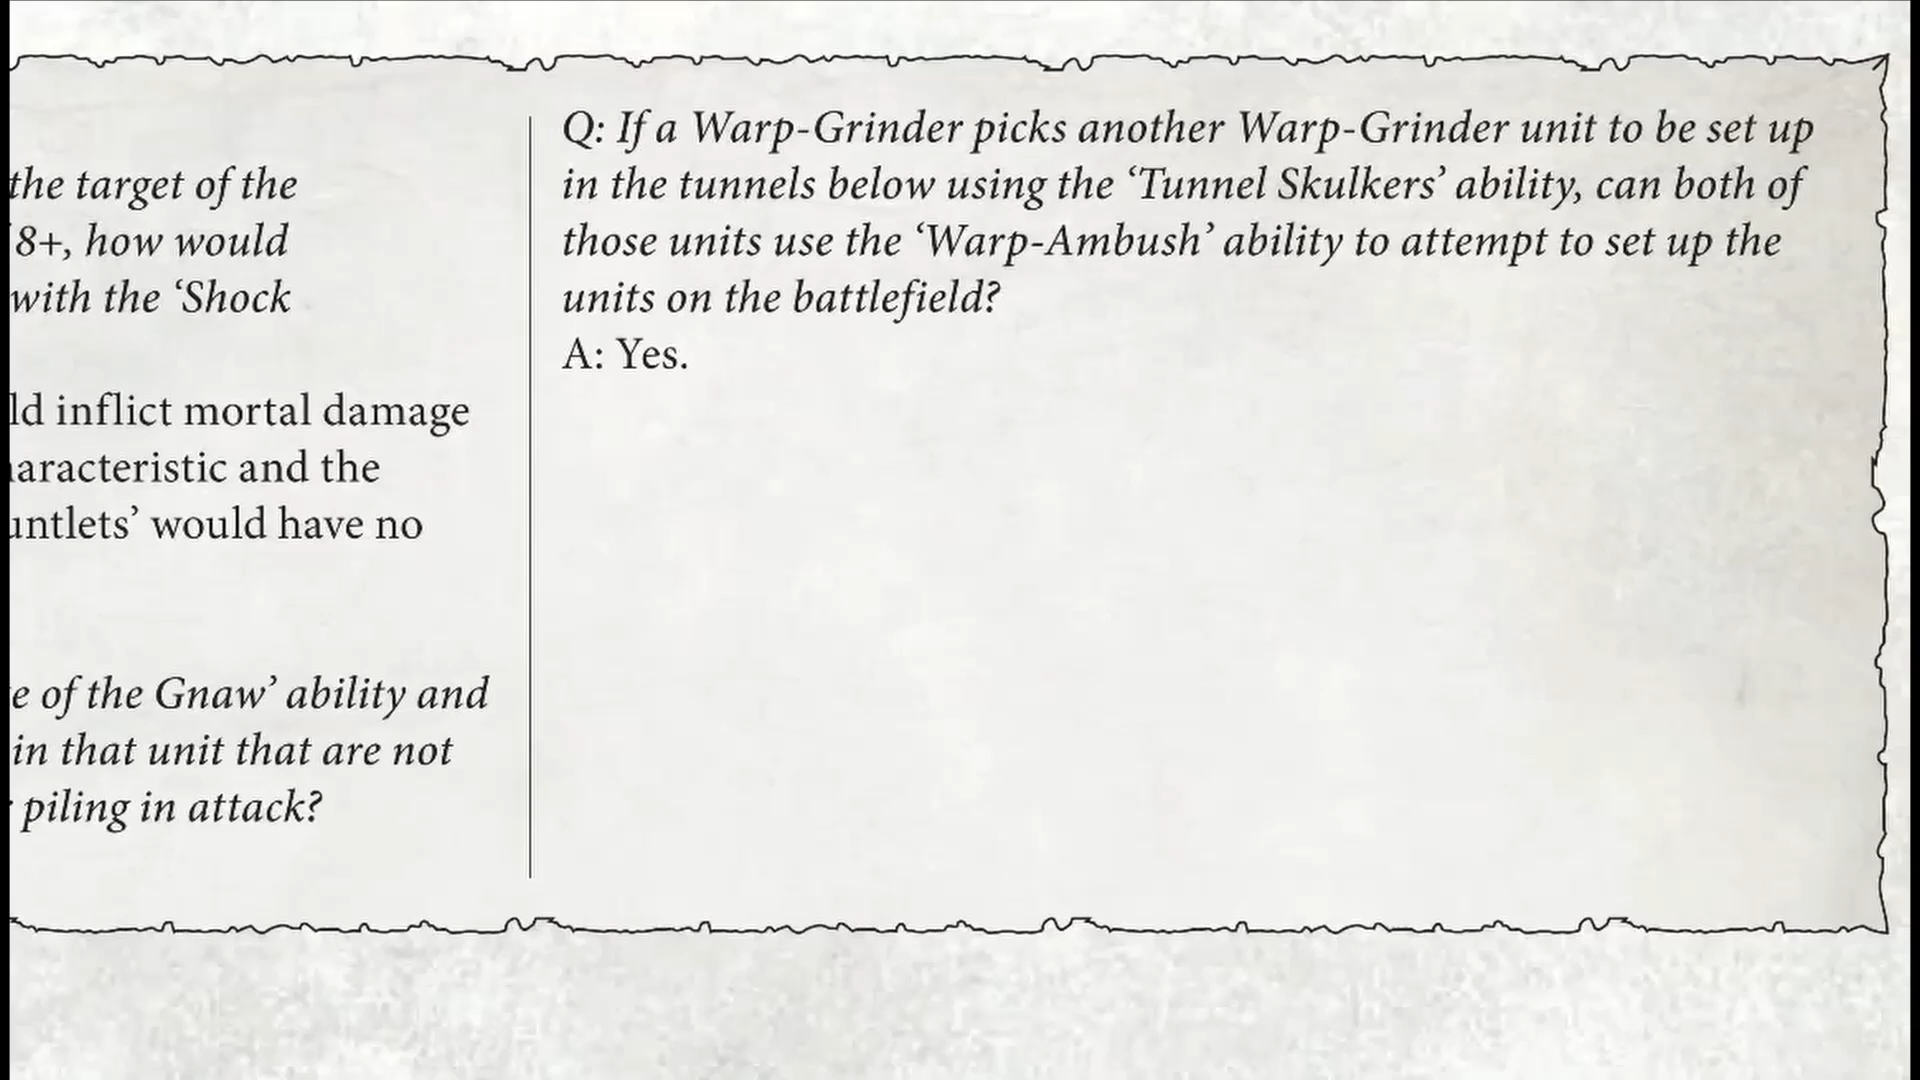 the target of the
8+, how would
with the ‘Shock
inflict mortal damage
and the
would have no
of the Gnaw’ ability and
in that unit that are not
piling in attack?
Q: If a Warp-Grinder picks another Warp-Grinder unit to be set up
in the tunnels below using the ‘Tunnel Skulkers’ ability, can both of
those units use the ‘Warp-Ambush’ ability to attempt to set up the
units on the battlefield?
A: Yes.